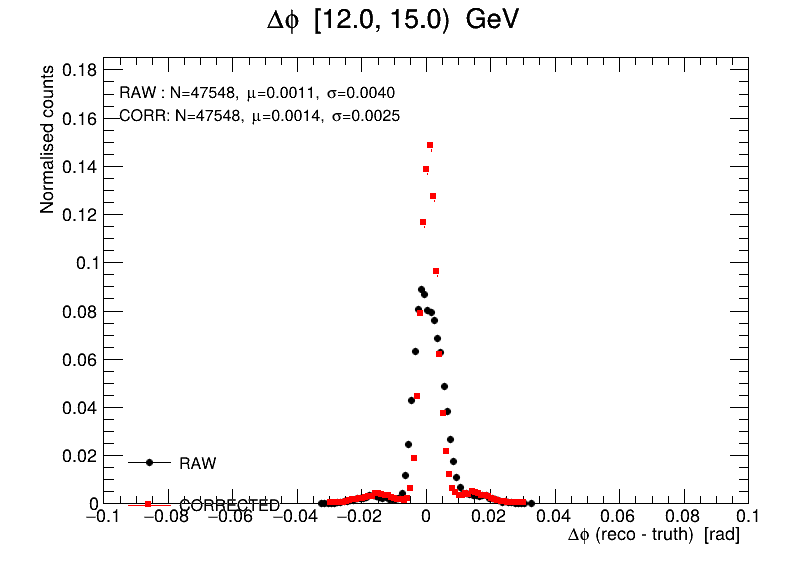 Δϕ [12.0, 15.0) GeV
Normalised counts
0.18
0.16
0.14
0.12
0.1
0.08
0.06
0.04
0.02
0
RAW : N=47548, μ=0.0011, σ=0.0040
CORR: N=47548, μ=0.0014, σ=0.0025
RAW
CORRECTED
−0.1 −0.08 −0.06 −0.04 −0.02 0 0.02 0.04 0.06 0.08 0.1
Δϕ (reco - truth) [rad]